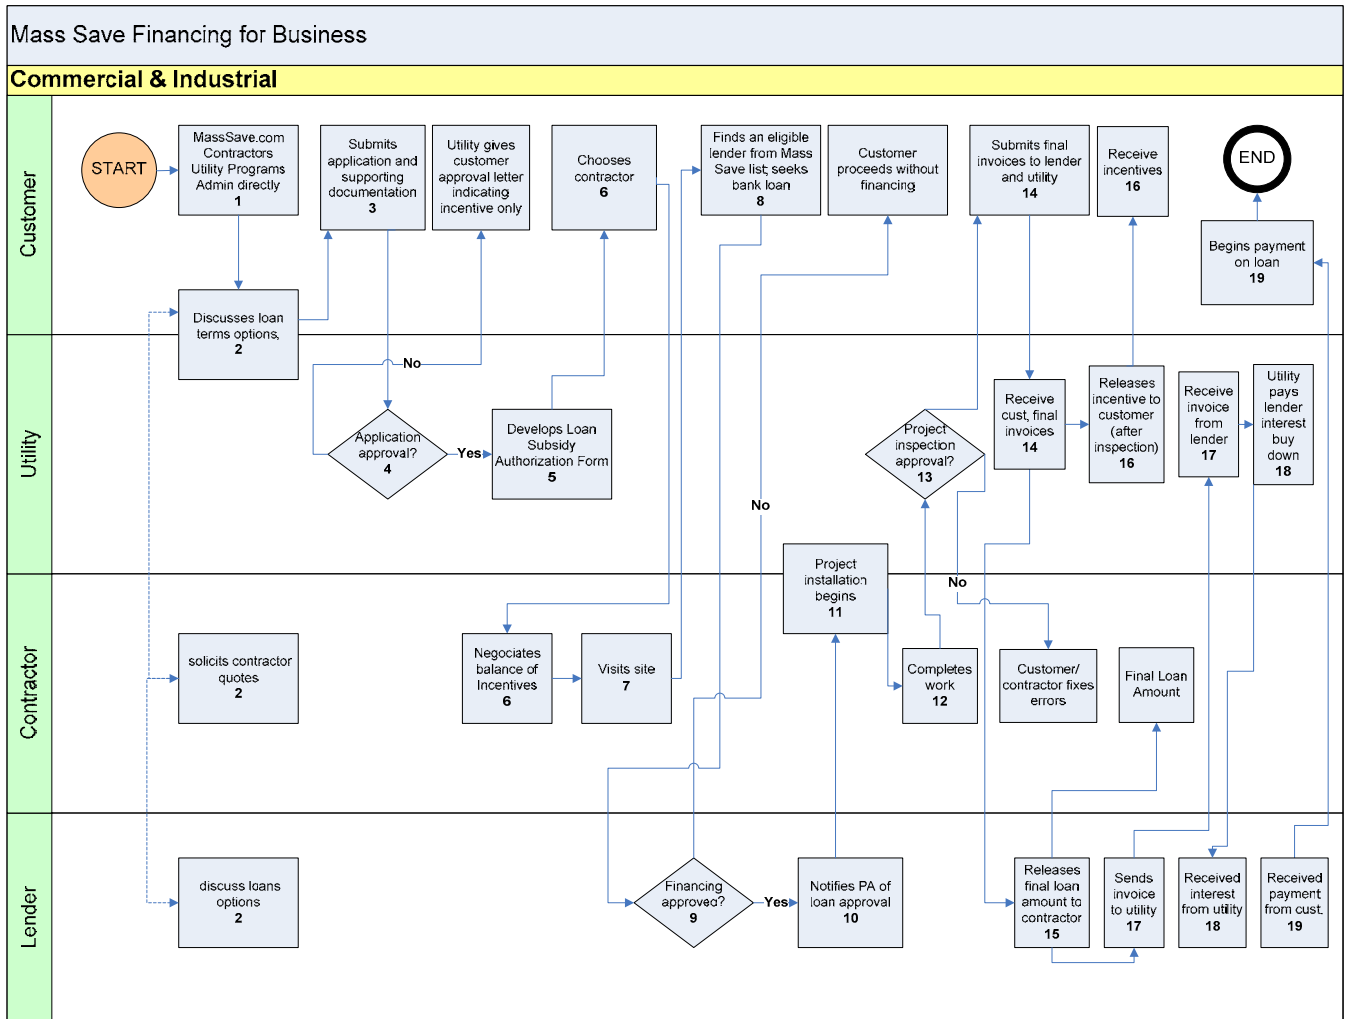 Mass Save Financing for Business
Commercial & Industrial
Customer
START
MassSave.com
Contractors
Utility Programs
Admin directly
1
Submits
application and
supporting
documentation
3
Utility gives
customer
approval letter
indicating
incentive only
Chooses
contractor
6
Finds an eligible
lender from Mass
Save list; seeks
bank loan
8
Customer
proceeds without
financing
Submits final
invoices to lender
and utility
14
Receive
incentives
16
END
Begins payment
on loan
19
Discusses loan
terms options,
2
Utility
No
Application
approval?
4
Yes
Develops Loan
Subsidy
Authorization Form
5
No
Project
inspection
approval?
13
Receive
cust. final
invoices
14
Releases
incentive to
customer
(after
inspection)
16
Receive
invoice
from
lender
17
Utility
pays
lender
interest
buy
down
18
Contractor
solicits contractor
quotes
2
Negociates
balance of
Incentives
6
Visits site
7
Project
installation
begins
11
Completes
work
12
No
Customer/
contractor fixes
errors
Final Loan
Amount
Lender
discuss loans
options
2
Financing
approved?
9
Yes
Notifies PA of
loan approval
10
Releases
final loan
amount to
contractor
15
Sends
invoice
to utility
17
Received
interest
from utility
18
Received
payment
from cust.
19